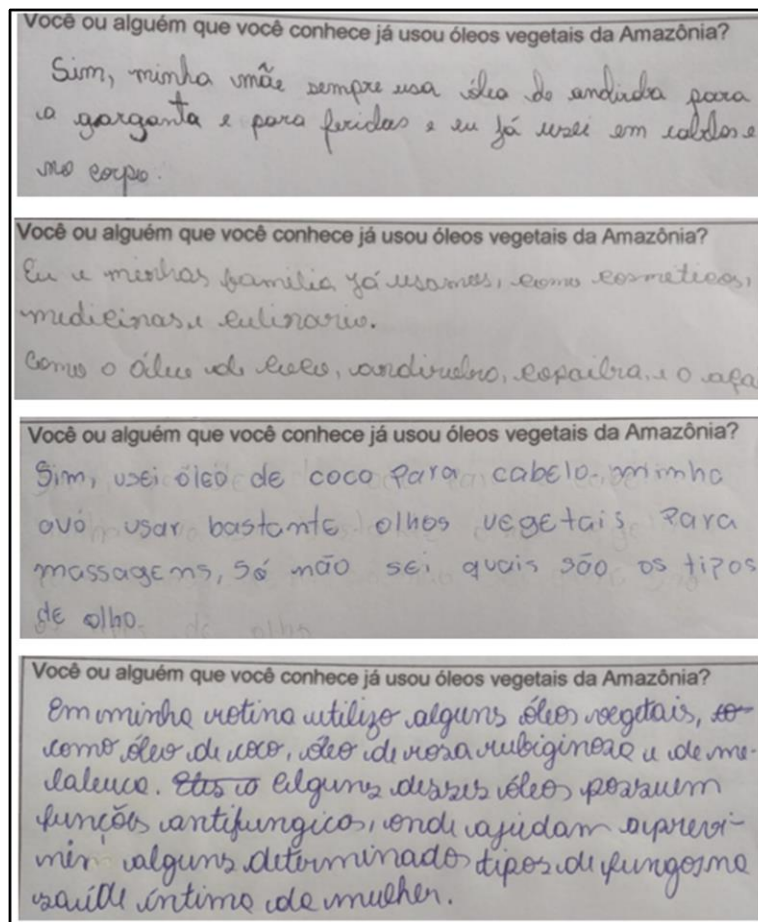 Você ou alguém que você conhece já usou óleos vegetais da Amazônia?
Sim, minha mãe sempre usa óleo de andiroba para
a garganta e para feridas e eu já usei em cabelos e
no corpo.
Você ou alguém que você conhece já usou óleos vegetais da Amazônia?
Eu e minhas familia já usamos, como cosmeticos,
medicinas, e culinario.
Como o óleo de coco, andirobro, copaibra, e o aça
Você ou alguém que você conhece já usou óleos vegetais da Amazônia?
Sim, usei óleo de coco Para cabelo. minha
avó usar bastante olhos vegetais Para
massagens, só não sei quais são os tipos
de olho.
Você ou alguém que você conhece já usou óleos vegetais da Amazônia?
Em minha rotina utilizo alguns óleos vegetais,
como óleo de coco, óleo de rosa rubiginosa e de me-
laleuca. Alguns desses óleos possuem
funções antifungicos, onde ajudam a previ-
nir alguns determinado tipos de fungos na
saúde íntima da mulher.